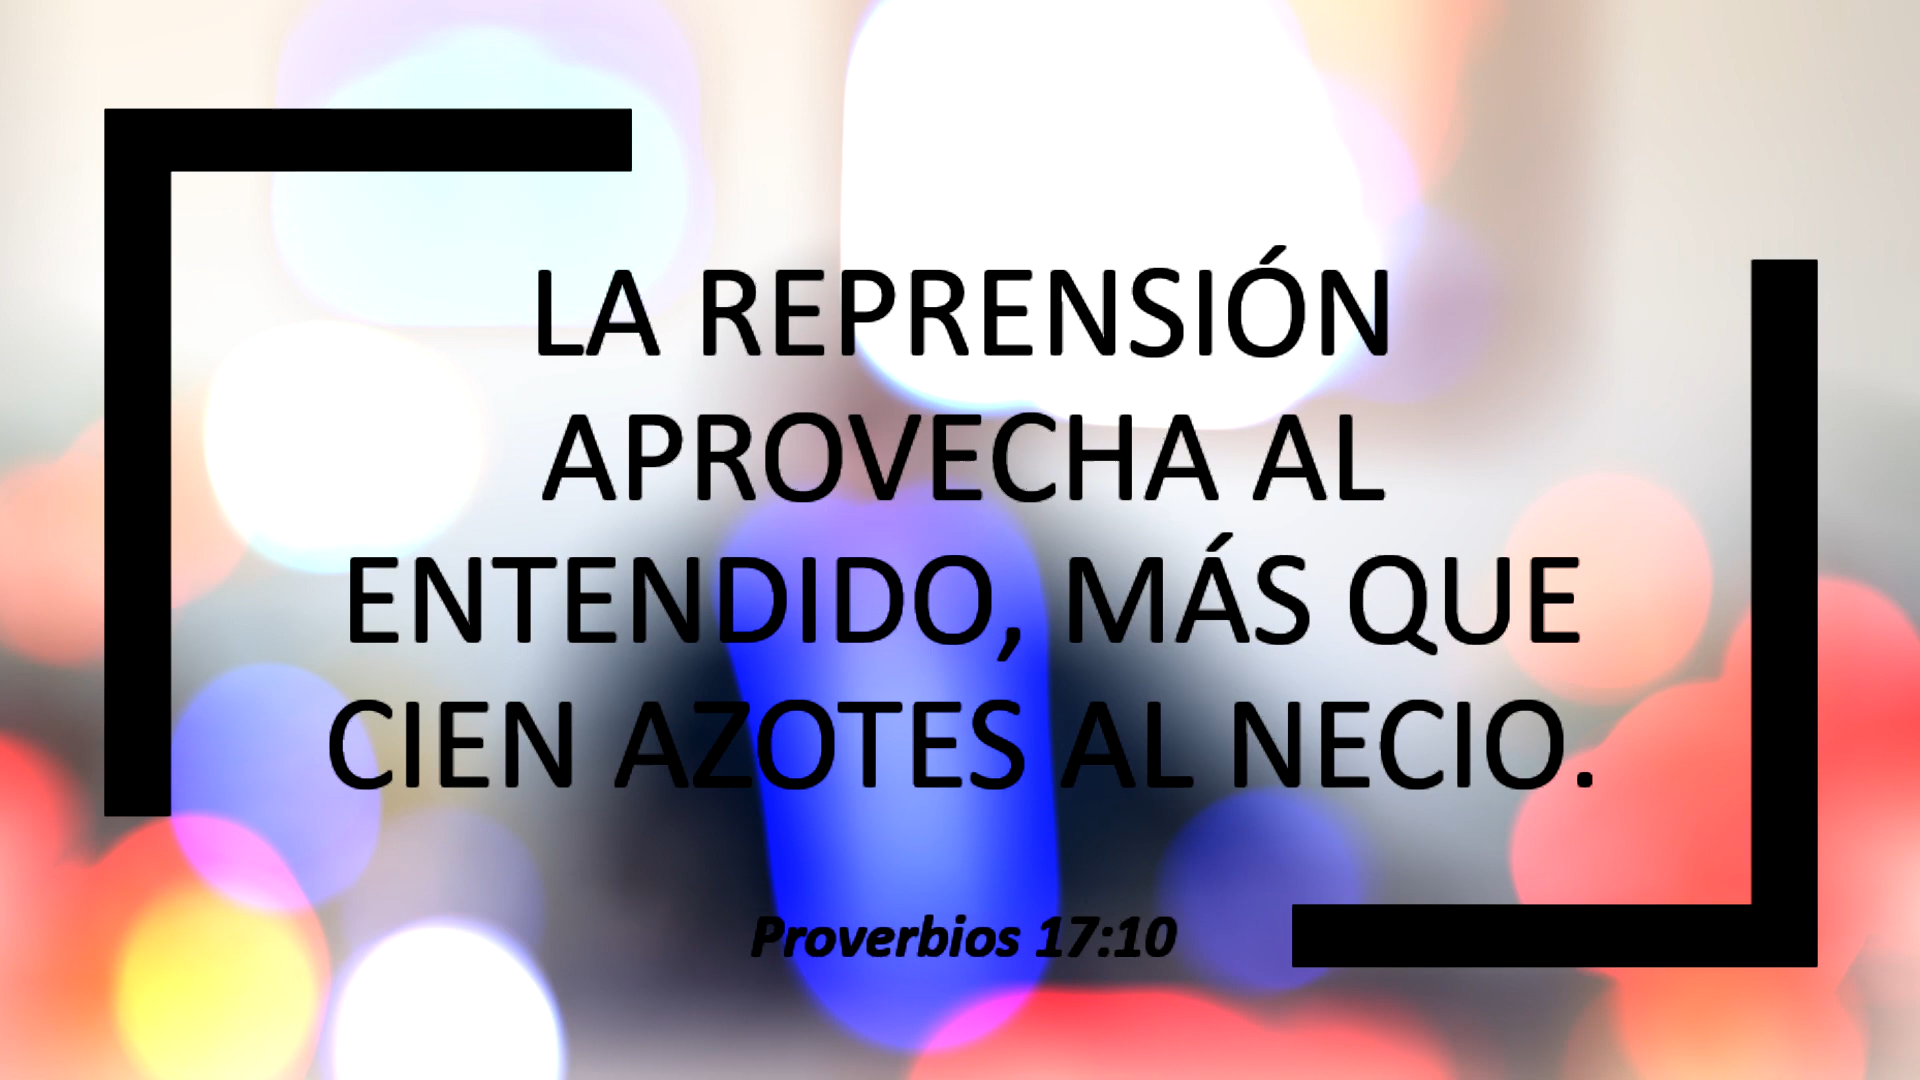 LA REPRENSIÓN
APROVECHA AL
ENTENDIDO, MÁS QUE
CIEN AZOTES AL NECIO.
Proverbios 17:10